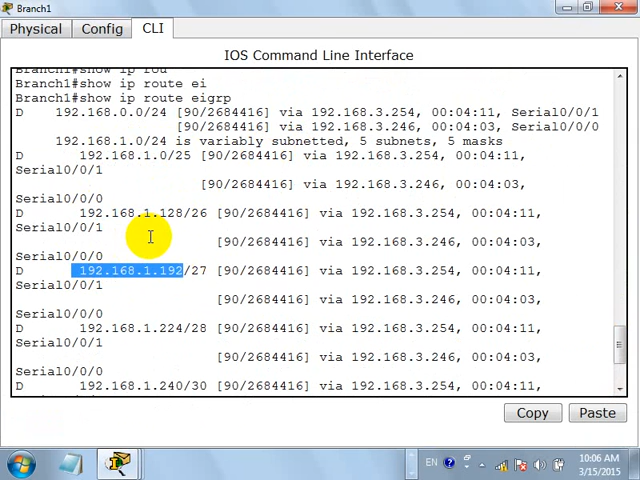 Branch1
Physical Config CLI
IOS Command Line Interface
Branch1#show ip rou
Branch1#show ip route ei
Branch1#show ip route eigrp
D 192.168.0.0/24 [90/2684416] via 192.168.3.254, 00:04:11, Serial0/0/1
[90/2684416] via 192.168.3.246, 00:04:03, Serial0/0/0
192.168.1.0/24 is variably subnetted, 5 subnets, 5 masks
D 192.168.1.0/25 [90/2684416] via 192.168.3.254, 00:04:11,
Serial0/0/1
[90/2684416] via 192.168.3.246, 00:04:03,
Serial0/0/0
D 192.168.1.128/26 [90/2684416] via 192.168.3.254, 00:04:11,
Serial0/0/1
[90/2684416] via 192.168.3.246, 00:04:03,
Serial0/0/0
D 192.168.1.192/27 [90/2684416] via 192.168.3.254, 00:04:11,
Serial0/0/1
[90/2684416] via 192.168.3.246, 00:04:03,
Serial0/0/0
D 192.168.1.224/28 [90/2684416] via 192.168.3.254, 00:04:11,
Serial0/0/1
[90/2684416] via 192.168.3.246, 00:04:03,
Serial0/0/0
D 192.168.1.240/30 [90/2684416] via 192.168.3.254, 00:04:11,
Copy Paste
EN 10:06 AM
3/15/2015